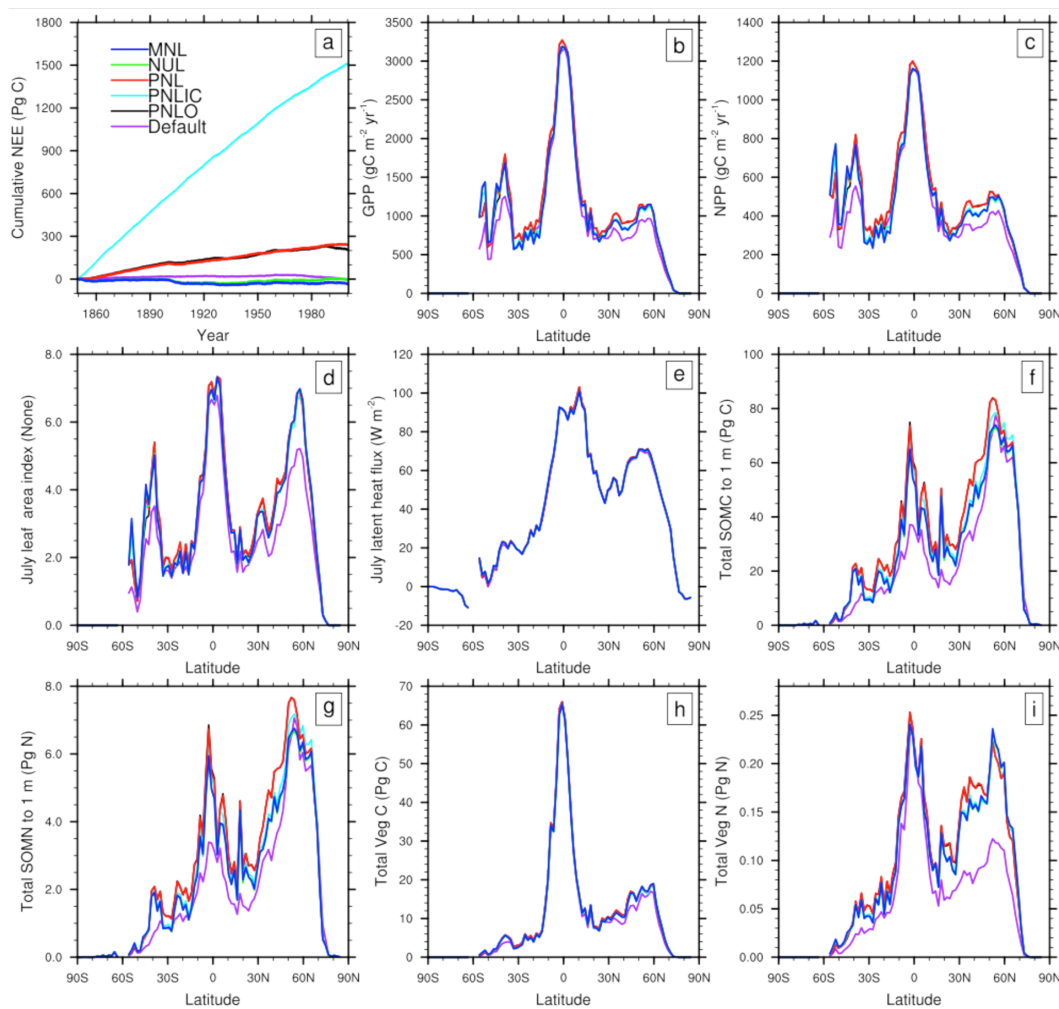 a
MNL
NUL
PNL
PNLIC
PNLO
Default
Cumulative NEE (Pg C)
1800
1500
1200
900
600
300
0
1860 1890 1920 1950 1980
Year
b
GPP (gC m-2 yr-1)
3500
3000
2500
2000
1500
1000
500
0
90S 60S 30S 0 30N 60N 90N
Latitude
c
NPP (gC m-2 yr-1)
1400
1200
1000
800
600
400
200
0
90S 60S 30S 0 30N 60N 90N
Latitude
d
July leaf area index (None)
8.0
6.0
4.0
2.0
0.0
90S 60S 30S 0 30N 60N 90N
Latitude
e
July latent heat flux (W m-2)
120
100
80
60
40
20
0
-20
90S 60S 30S 0 30N 60N 90N
Latitude
f
Total SOMC to 1 m (Pg C)
100
80
60
40
20
0
90S 60S 30S 0 30N 60N 90N
Latitude
g
Total SOMN to 1 m (Pg N)
8.0
6.0
4.0
2.0
0.0
90S 60S 30S 0 30N 60N 90N
Latitude
h
Total Veg C (Pg C)
70
60
50
40
30
20
10
0
90S 60S 30S 0 30N 60N 90N
Latitude
i
Total Veg N (Pg N)
0.25
0.20
0.15
0.10
0.05
0.00
90S 60S 30S 0 30N 60N 90N
Latitude